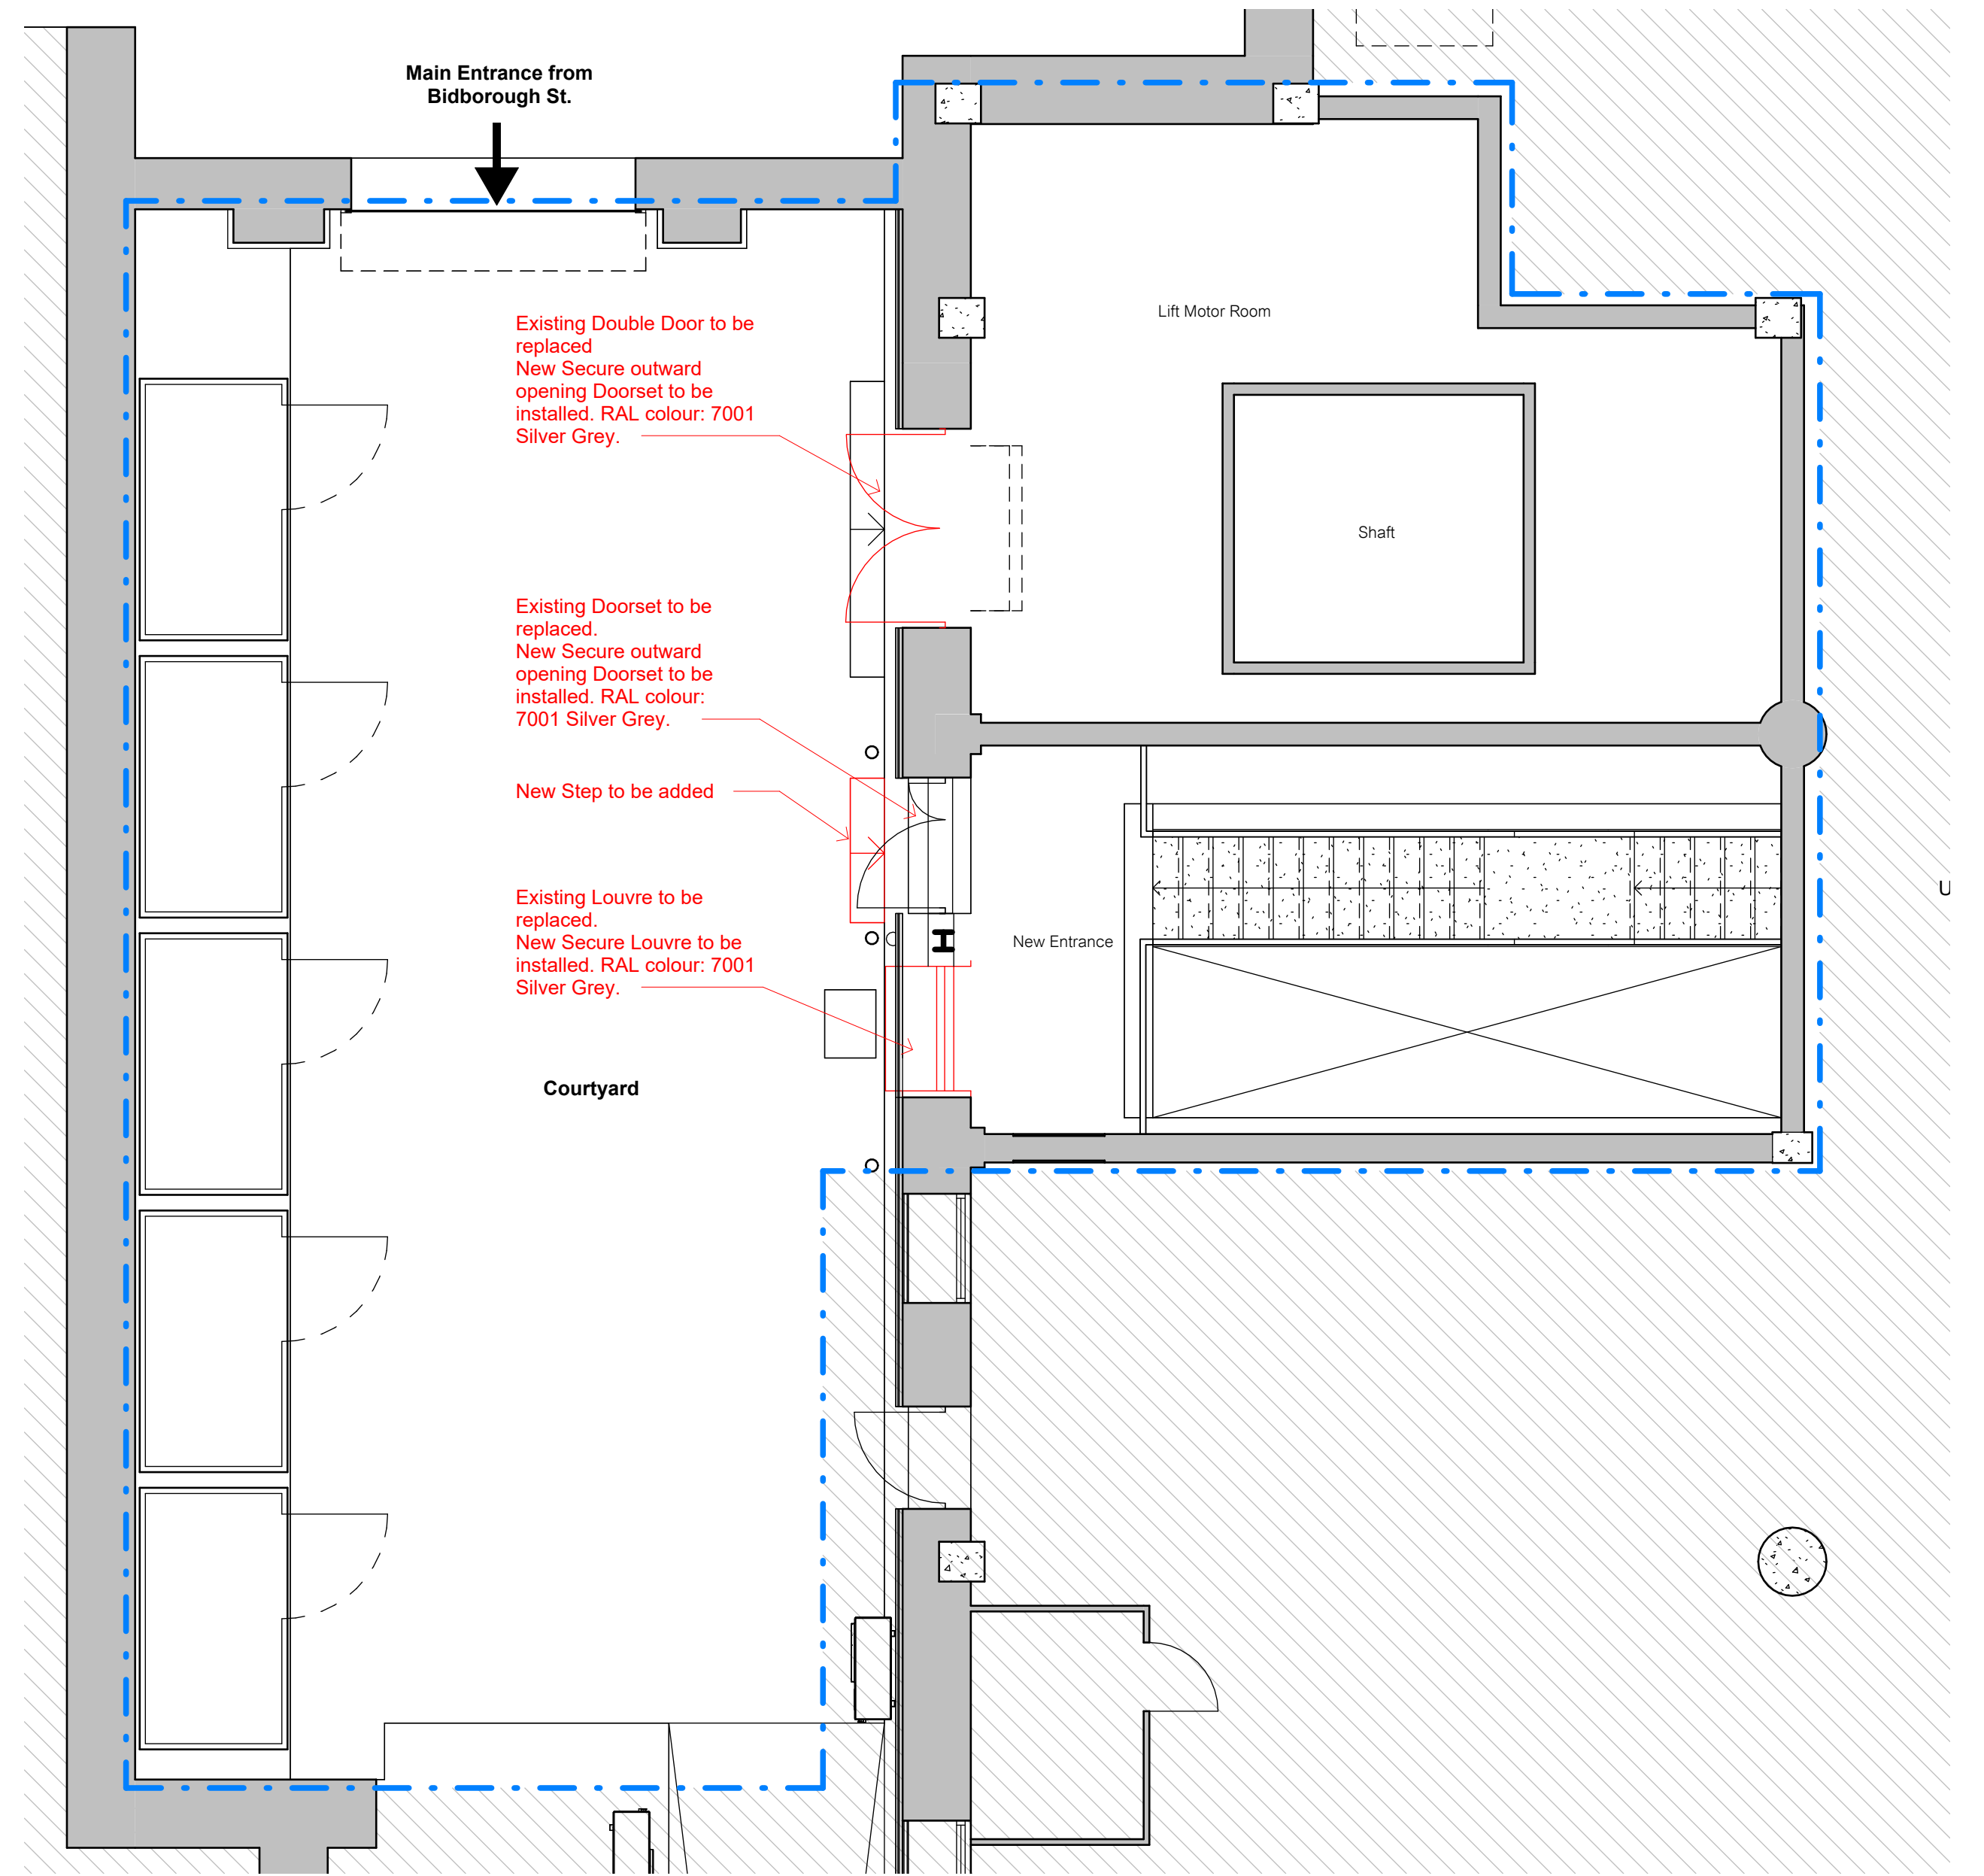 Main Entrance from
Bidborough St.
Existing Double Door to be
replaced
New Secure outward
opening Doorset to be
installed. RAL colour: 7001
Silver Grey.
Lift Motor Room
Shaft
Existing Doorset to be
replaced.
New Secure outward
opening Doorset to be
installed. RAL colour:
7001 Silver Grey.
New Step to be added
Existing Louvre to be
replaced.
New Secure Louvre to be
installed. RAL colour: 7001
Silver Grey.
H
New Entrance
Courtyard